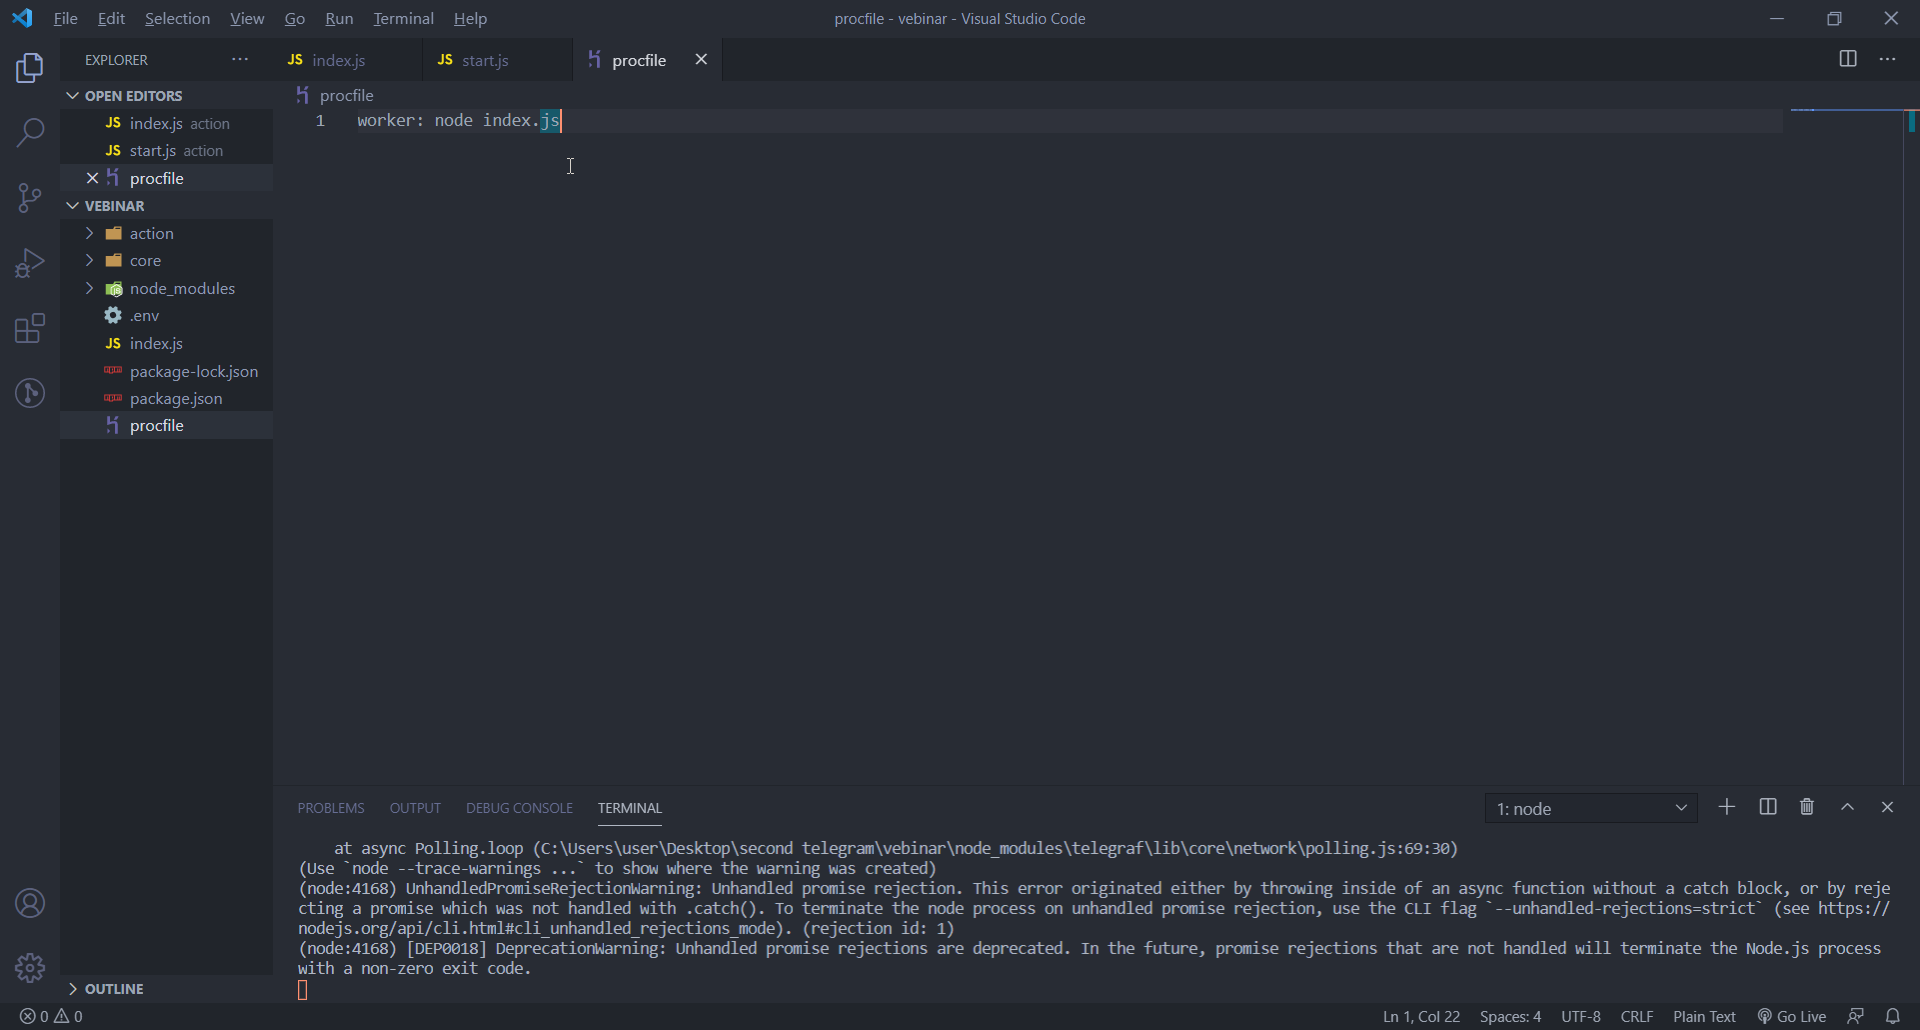 File Edit Selection View Go Run Terminal Help procfile - vebinar - Visual Studio Code
EXPLORER JS index.js JS start.js procfile
OPEN EDITORS procfile
JS index.js action
JS start.js action
procfile
VEBINAR
action
core
node_modules
.env
JS index.js
package-lock.json
package.json
procfile
OUTLINE
1 worker: node index.js
PROBLEMS OUTPUT DEBUG CONSOLE TERMINAL 1: node
at async Polling.loop (C:\Users\user\Desktop\second telegram\vebinar\node_modules\telegraf\lib\core\network\polling.js:69:30)
(Use `node --trace-warnings ...` to show where the warning was created)
(node:4168) UnhandledPromiseRejectionWarning: Unhandled promise rejection. This error originated either by throwing inside of an async function without a catch block, or by reje
cting a promise which was not handled with .catch(). To terminate the node process on unhandled promise rejection, use the CLI flag `--unhandled-rejections=strict` (see https://
nodejs.org/api/cli.html#cli_unhandled_rejections_mode). (rejection id: 1)
(node:4168) [DEP0018] DeprecationWarning: Unhandled promise rejections are deprecated. In the future, promise rejections that are not handled will terminate the Node.js process
with a non-zero exit code.
0 0 Ln 1, Col 22 Spaces: 4 UTF-8 CRLF Plain Text Go Live